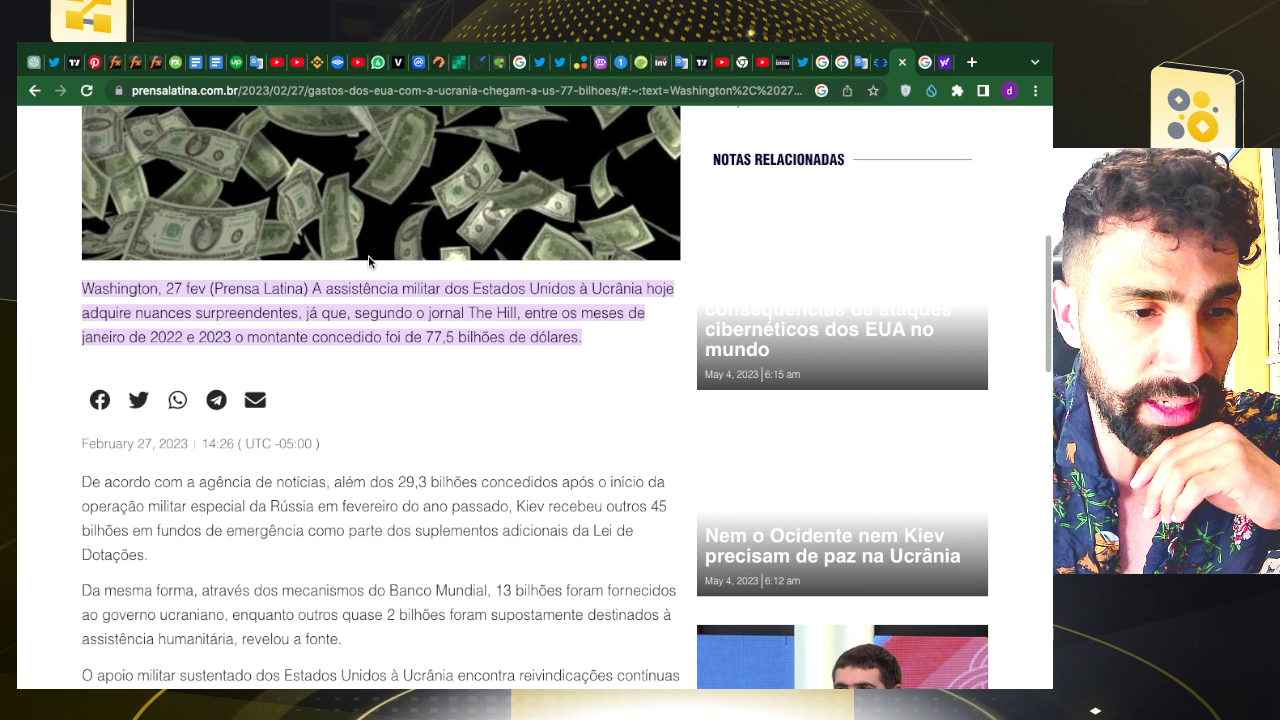 prensalatina.com.br/2023/02/27/gastos-dos-eua-com-a-ucrania-chegam-a-us-77-bilhoes/#:~:text=Washington%2C%2027...
Washington, 27 fev (Prensa Latina) A assistência militar dos Estados Unidos à Ucrânia hoje
adquire nuances surpreendentes, já que, segundo o jornal The Hill, entre os meses de
janeiro de 2022 e 2023 o montante concedido foi de 77,5 bilhões de dólares.
February 27, 2023 | 14:26 ( UTC -05:00 )
De acordo com a agência de notícias, além dos 29,3 bilhões concedidos após o início da
operação militar especial da Rússia em fevereiro do ano passado, Kiev recebeu outros 45
bilhões em fundos de emergência como parte dos suplementos adicionais da Lei de
Dotações.
Da mesma forma, através dos mecanismos do Banco Mundial, 13 bilhões foram fornecidos
ao governo ucraniano, enquanto outros quase 2 bilhões foram supostamente destinados à
assistência humanitária, revelou a fonte.
O apoio militar sustentado dos Estados Unidos à Ucrânia encontra reivindicações contínuas
NOTAS RELACIONADAS
consequências de ataques
cibernéticos dos EUA no
mundo
May 4, 2023 | 6:15 am
Nem o Ocidente nem Kiev
precisam de paz na Ucrânia
May 4, 2023 | 6:12 am